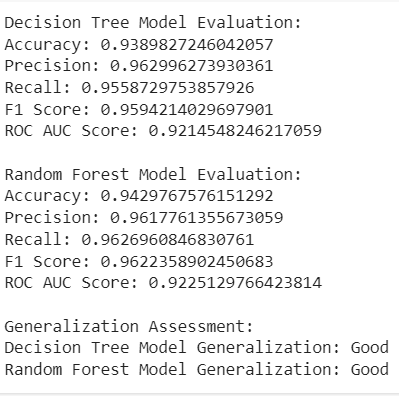 Decision Tree Model Evaluation:
Accuracy: 0.9389827246042057
Precision: 0.962996273930361
Recall: 0.9558729753857926
F1 Score: 0.9594214029697901
ROC AUC Score: 0.9214548246217059
Random Forest Model Evaluation:
Accuracy: 0.9429767576151292
Precision: 0.9617761355673059
Recall: 0.9626960846830761
F1 Score: 0.9622358902450683
ROC AUC Score: 0.9225129766423814
Generalization Assessment:
Decision Tree Model Generalization: Good
Random Forest Model Generalization: Good